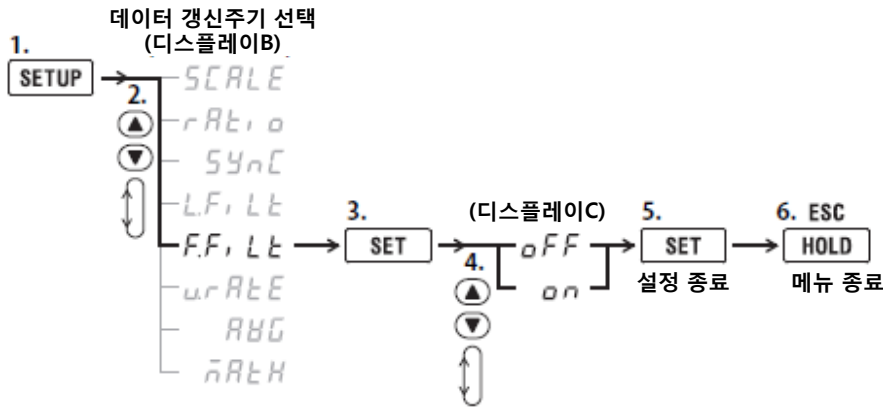 데이터 갱신주기 선택
(디스플레이B)
1.
SETUP
2.
SCALE
rAtio
SYnC
L.FiLt
F.FiLt
u.rAtE
AVG
MAtH
3.
SET
(디스플레이C)
4.
oFF
on
5.
SET
설정 종료
6. ESC
HOLD
메뉴 종료